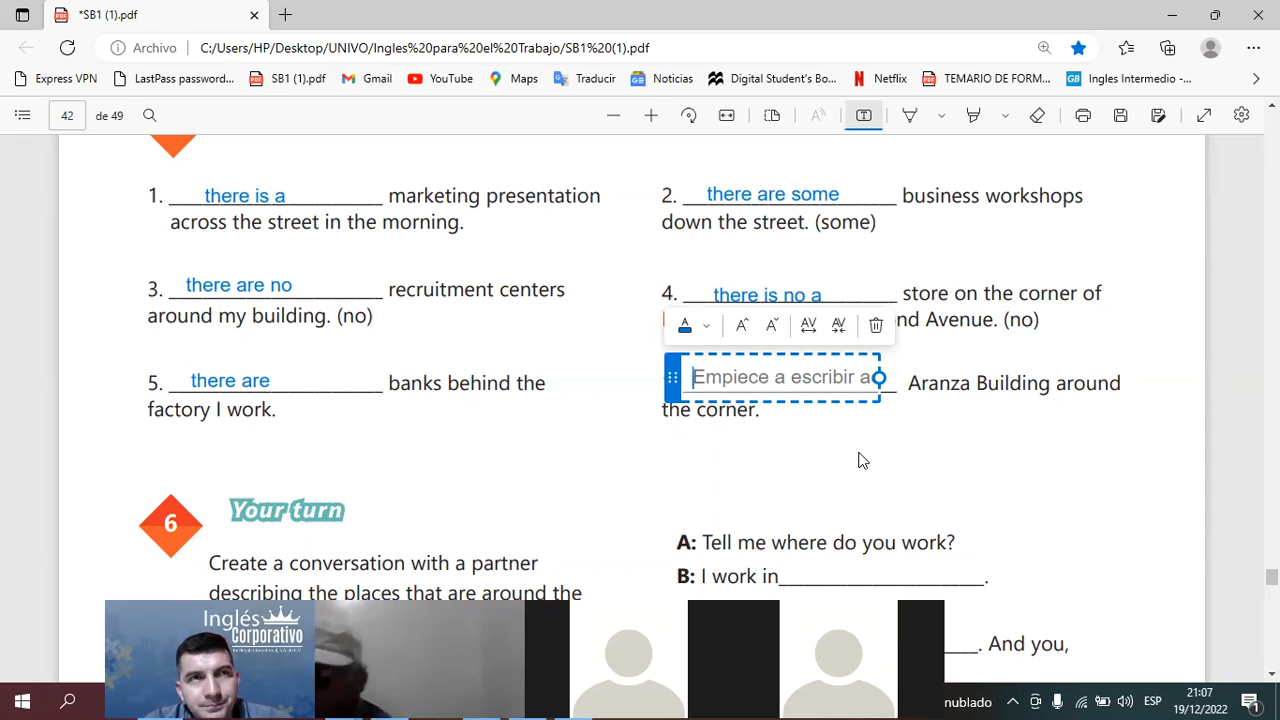 *SB1 (1).pdf
Archivo C:/Users/HP/Desktop/UNIVO/Ingles%20para%20el%20Trabajo/SB1%20(1).pdf
Express VPN LastPass password... SB1 (1).pdf Gmail YouTube Maps Traducir Noticias Digital Student's Bo... Netflix TEMARIO DE FORM... Ingles Intermedio -...
42 de 49
1. there is a marketing presentation
across the street in the morning.
2. there are some business workshops
down the street. (some)
3. there are no recruitment centers
around my building. (no)
4. there is no a store on the corner of
nd Avenue. (no)
5. there are banks behind the
factory I work.
Empiece a escribir a Aranza Building around
the corner.
6 Your turn
Create a conversation with a partner
describing the places that are around the
A: Tell me where do you work?
B: I work in______________________.
____. And you,
Inglés
Corporativo
nublado ESP 21:07
19/12/2022
1